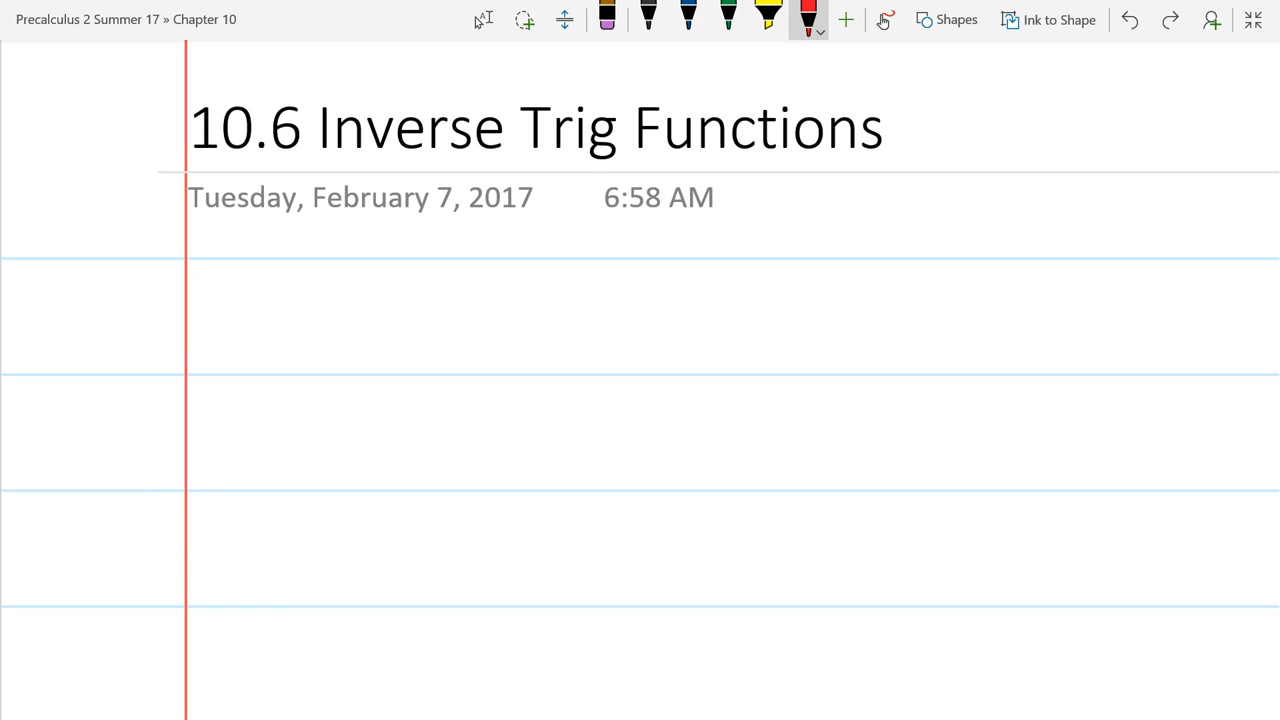 Precalculus 2 Summer 17 » Chapter 10
Shapes
Ink to Shape
10.6 Inverse Trig Functions
Tuesday, February 7, 2017 6:58 AM